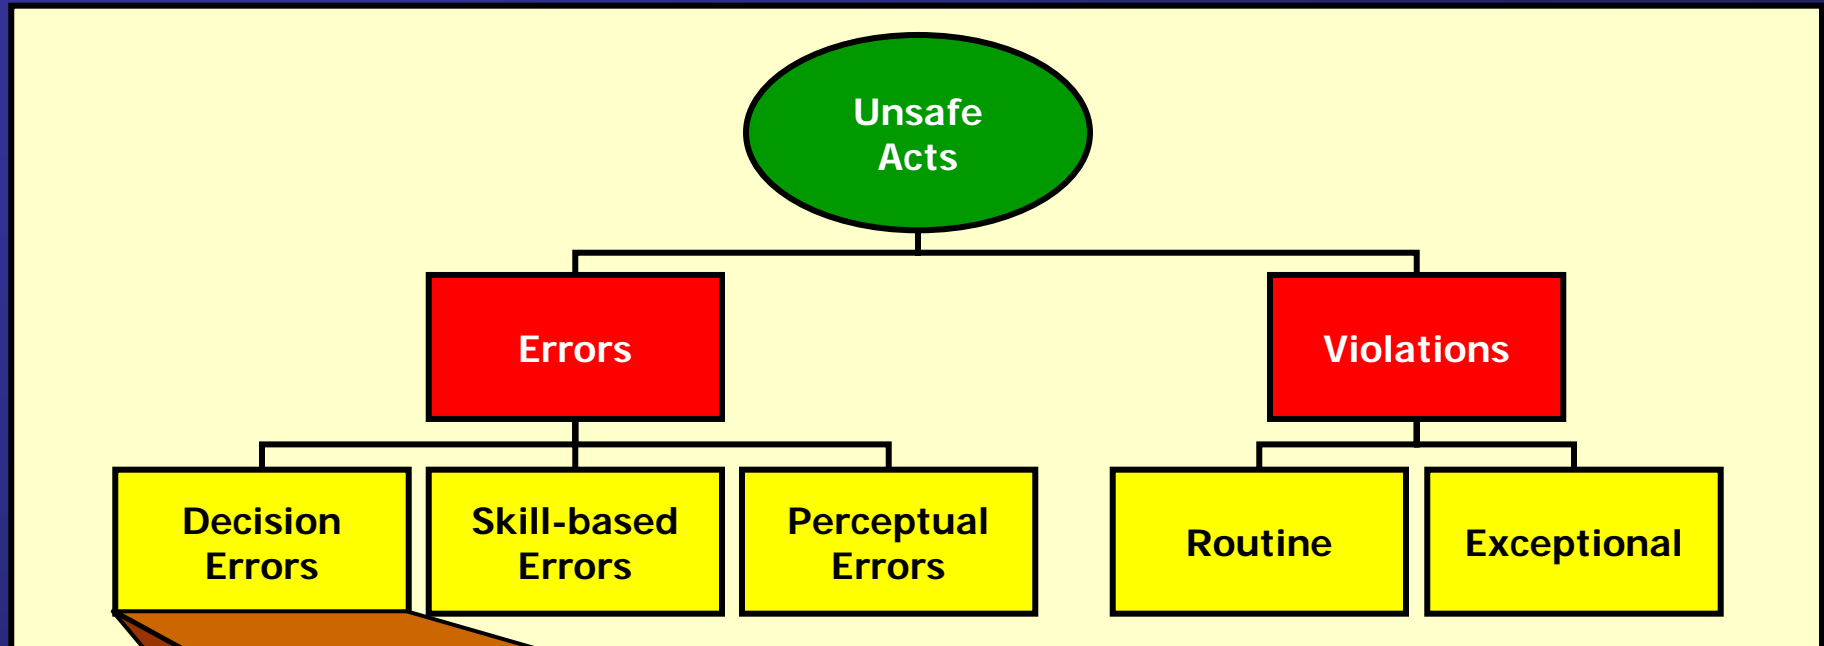 Unsafe
Acts
Errors
Violations
Decision
Errors
Skill-based
Errors
Perceptual
Errors
Routine
Exceptional